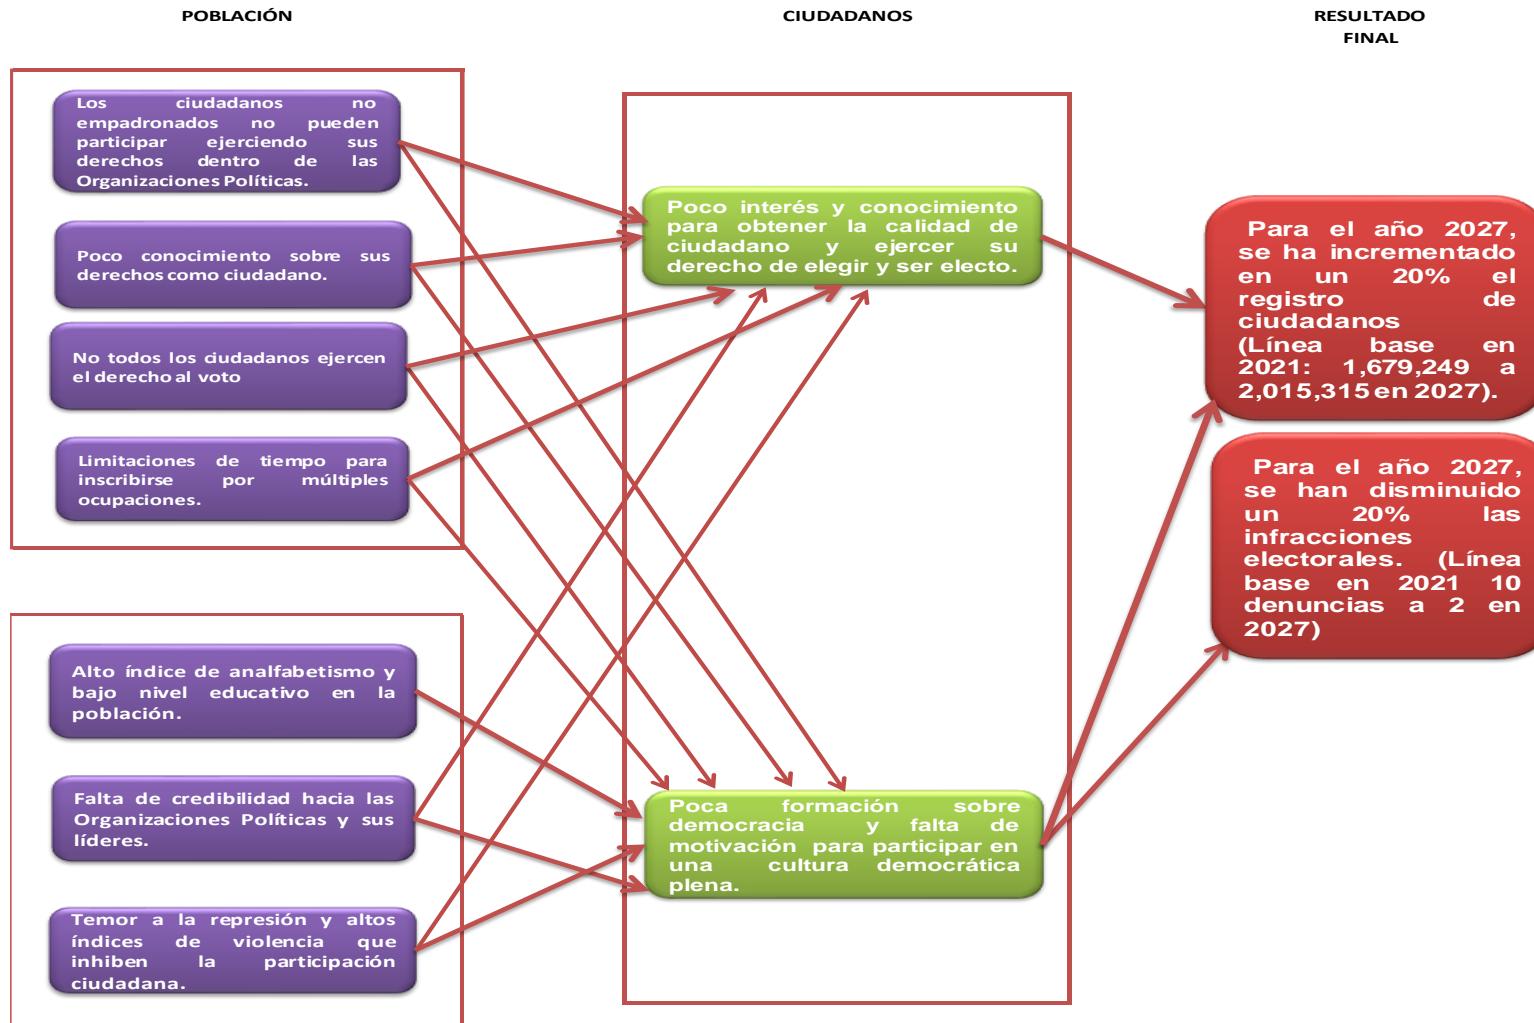 POBLACIÓN
CIUDADANOS
RESULTADO
FINAL
Los ciudadanos no
empadronados no pueden
participar ejerciendo sus
derechos dentro de las
Organizaciones Políticas.
Poco conocimiento sobre sus
derechos como ciudadano.
No todos los ciudadanos ejercen
el derecho al voto
Limitaciones de tiempo para
inscribirse por múltiples
ocupaciones.
Alto índice de analfabetismo y
bajo nivel educativo en la
población.
Falta de credibilidad hacia las
Organizaciones Políticas y sus
líderes.
Temor a la represión y altos
índices de violencia que
inhiben la participación
ciudadana.
Poco interés y conocimiento
para obtener la calidad de
ciudadano y ejercer su
derecho de elegir y ser electo.
Poca formación sobre
democracia y falta de
motivación para participar en
una cultura democrática
plena.
Para el año 2027,
se ha incrementado
en un 20% el
registro de
ciudadanos
(Línea base en
2021: 1,679,249 a
2,015,315 en 2027).
Para el año 2027,
se han disminuido
un 20% las
infracciones
electorales. (Línea
base en 2021 10
denuncias a 2 en
2027)